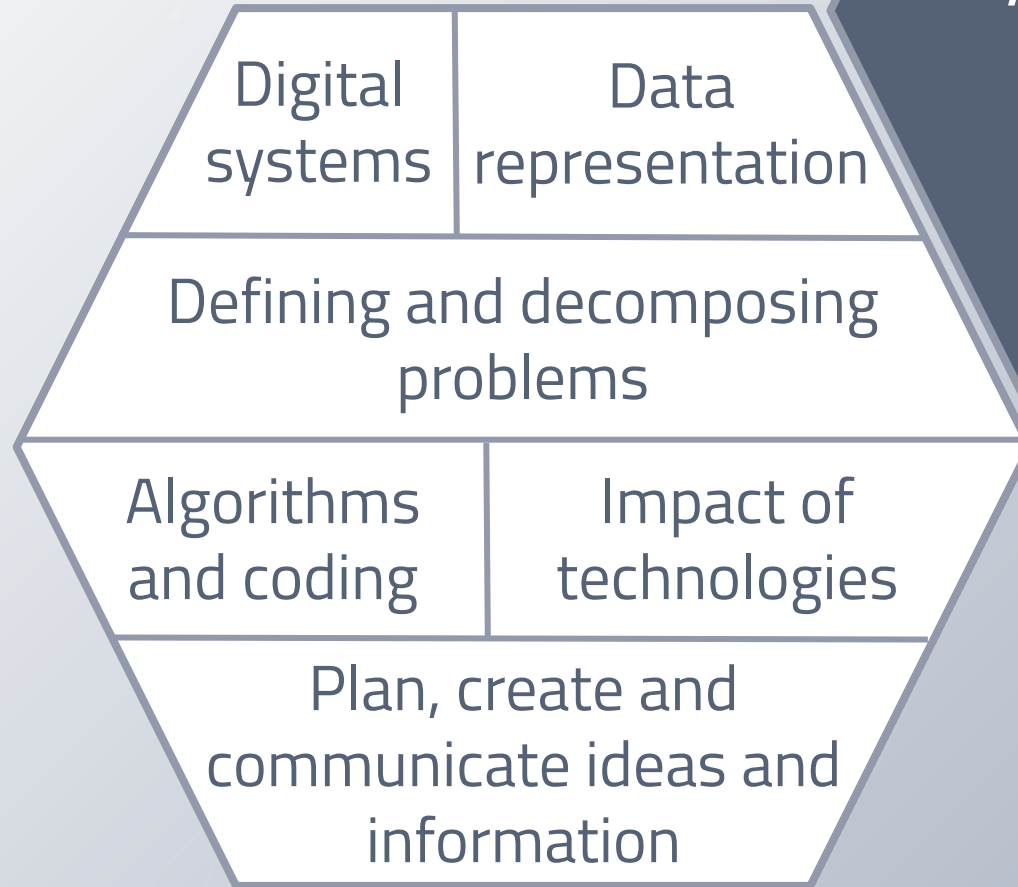 Digital
systems
Data
representation
Defining and decomposing
problems
Algorithms
and coding
Impact of
technologies
Plan, create and
communicate ideas and
information